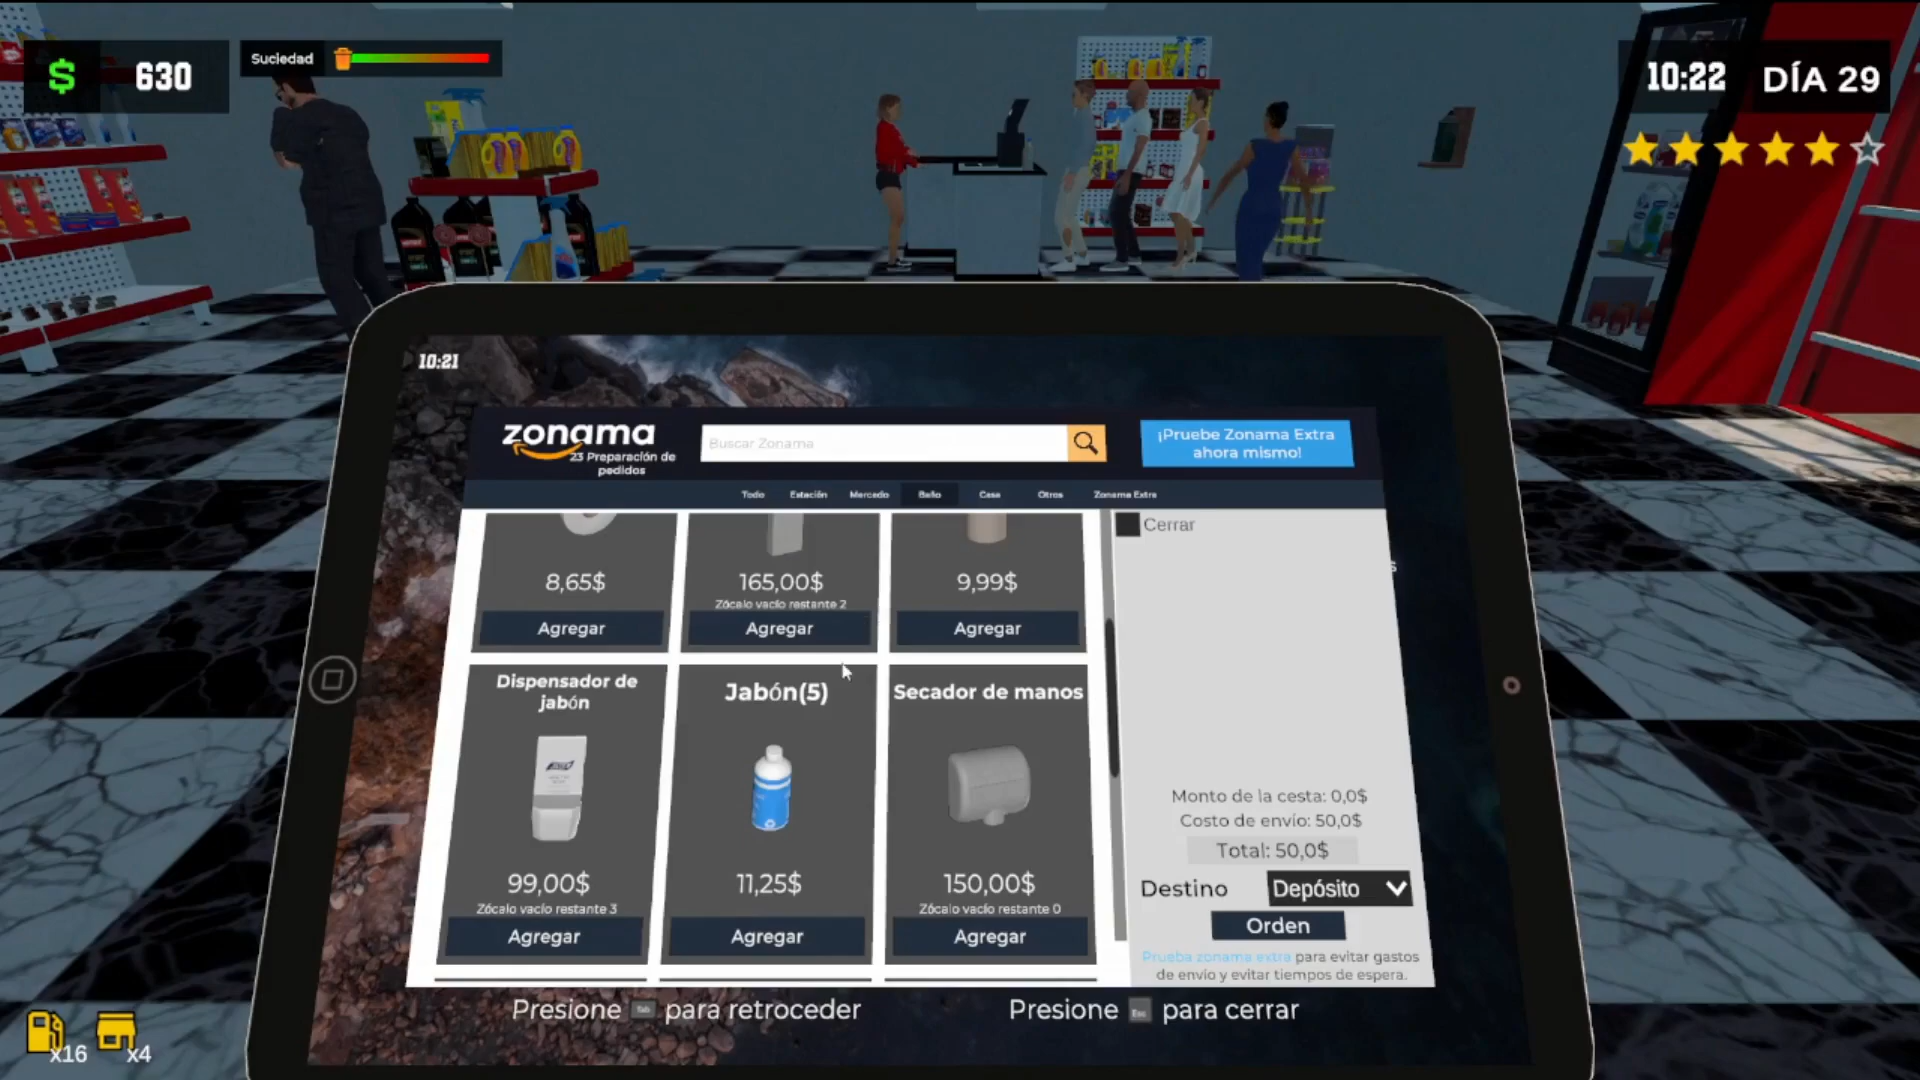 $ 630
Suciedad
10:22 DÍA 29
10:21
zonama
23 Preparación de
pedidos
Buscar Zonama
¡Pruebe Zonama Extra
ahora mismo!
Todo Estación Mercado Baño Casa Otros Zonama Extra
Cerrar
8,65$
Agregar
165,00$
Zócalo vacío restante 2
Agregar
9,99$
Agregar
Dispensador de
jabón
99,00$
Zócalo vacío restante 3
Agregar
Jabón(5)
11,25$
Agregar
Secador de manos
150,00$
Zócalo vacío restante 0
Agregar
Monto de la cesta: 0,0$
Costo de envío: 50,0$
Total: 50,0$
Destino Depósito
Orden
Prueba zonama extra para evitar gastos
de envío y evitar tiempos de espera.
Presione Tab para retroceder
Presione Esc para cerrar
x16 x4